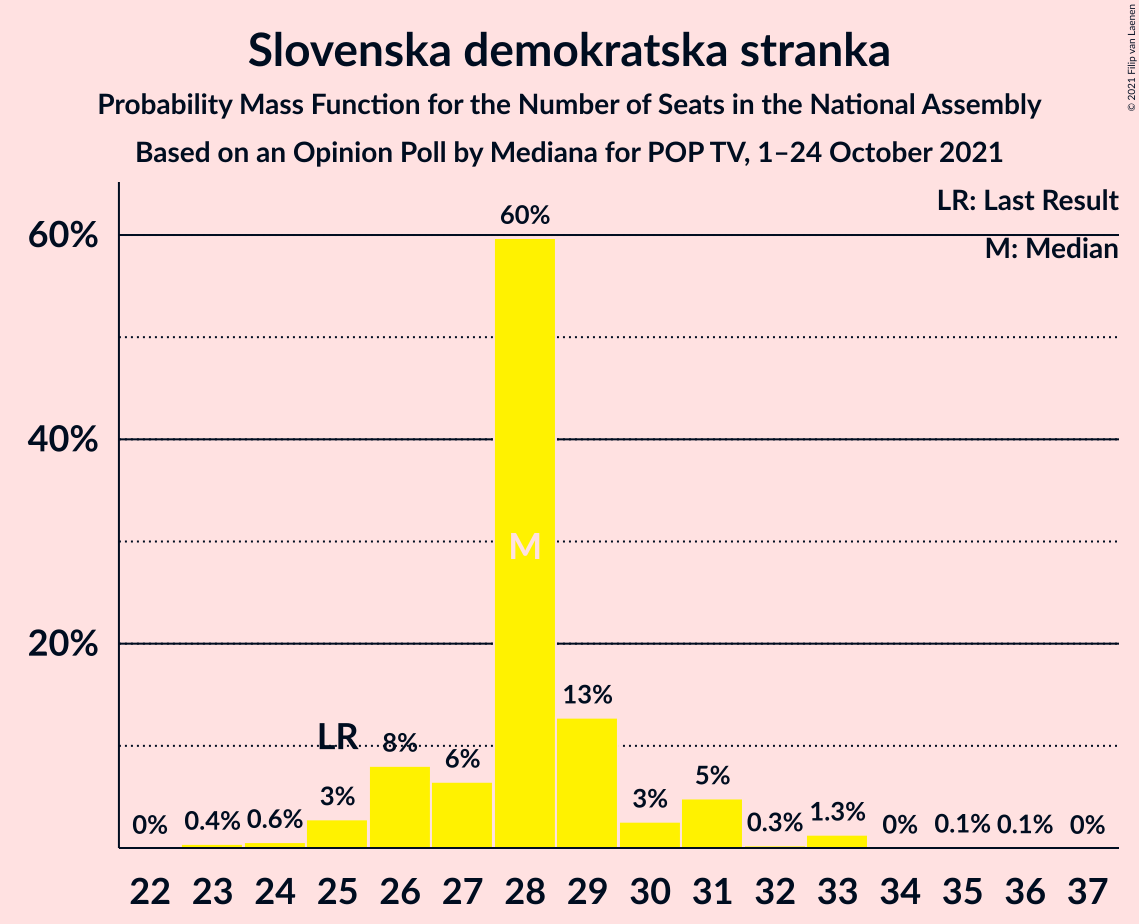 Slovenska demokratska stranka
Probability Mass Function for the Number of Seats in the National Assembly
Based on an Opinion Poll by Mediana for POP TV, 1–24 October 2021
© 2021 Filip van Laenen
LR: Last Result
M: Median
60%
40%
20%
0%
0.4%
0.6%
3%
LR
8%
6%
60%
M
13%
3%
5%
0.3%
1.3%
0%
0.1%
0.1%
0%
22 23 24 25 26 27 28 29 30 31 32 33 34 35 36 37